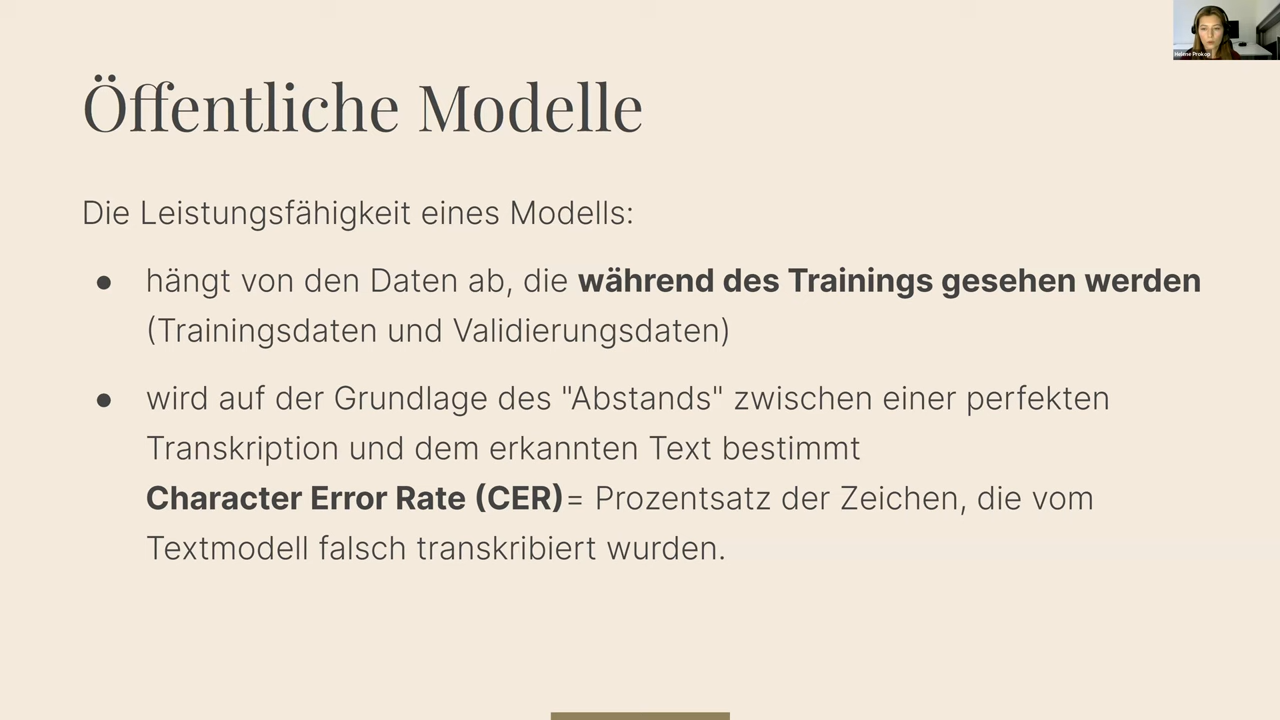 Öffentliche Modelle
Die Leistungsfähigkeit eines Modells:
● hängt von den Daten ab, die während des Trainings gesehen werden
(Trainingsdaten und Validierungsdaten)
● wird auf der Grundlage des "Abstands" zwischen einer perfekten
Transkription und dem erkannten Text bestimmt
Character Error Rate (CER)= Prozentsatz der Zeichen, die vom
Textmodell falsch transkribiert wurden.
Helene Prokop